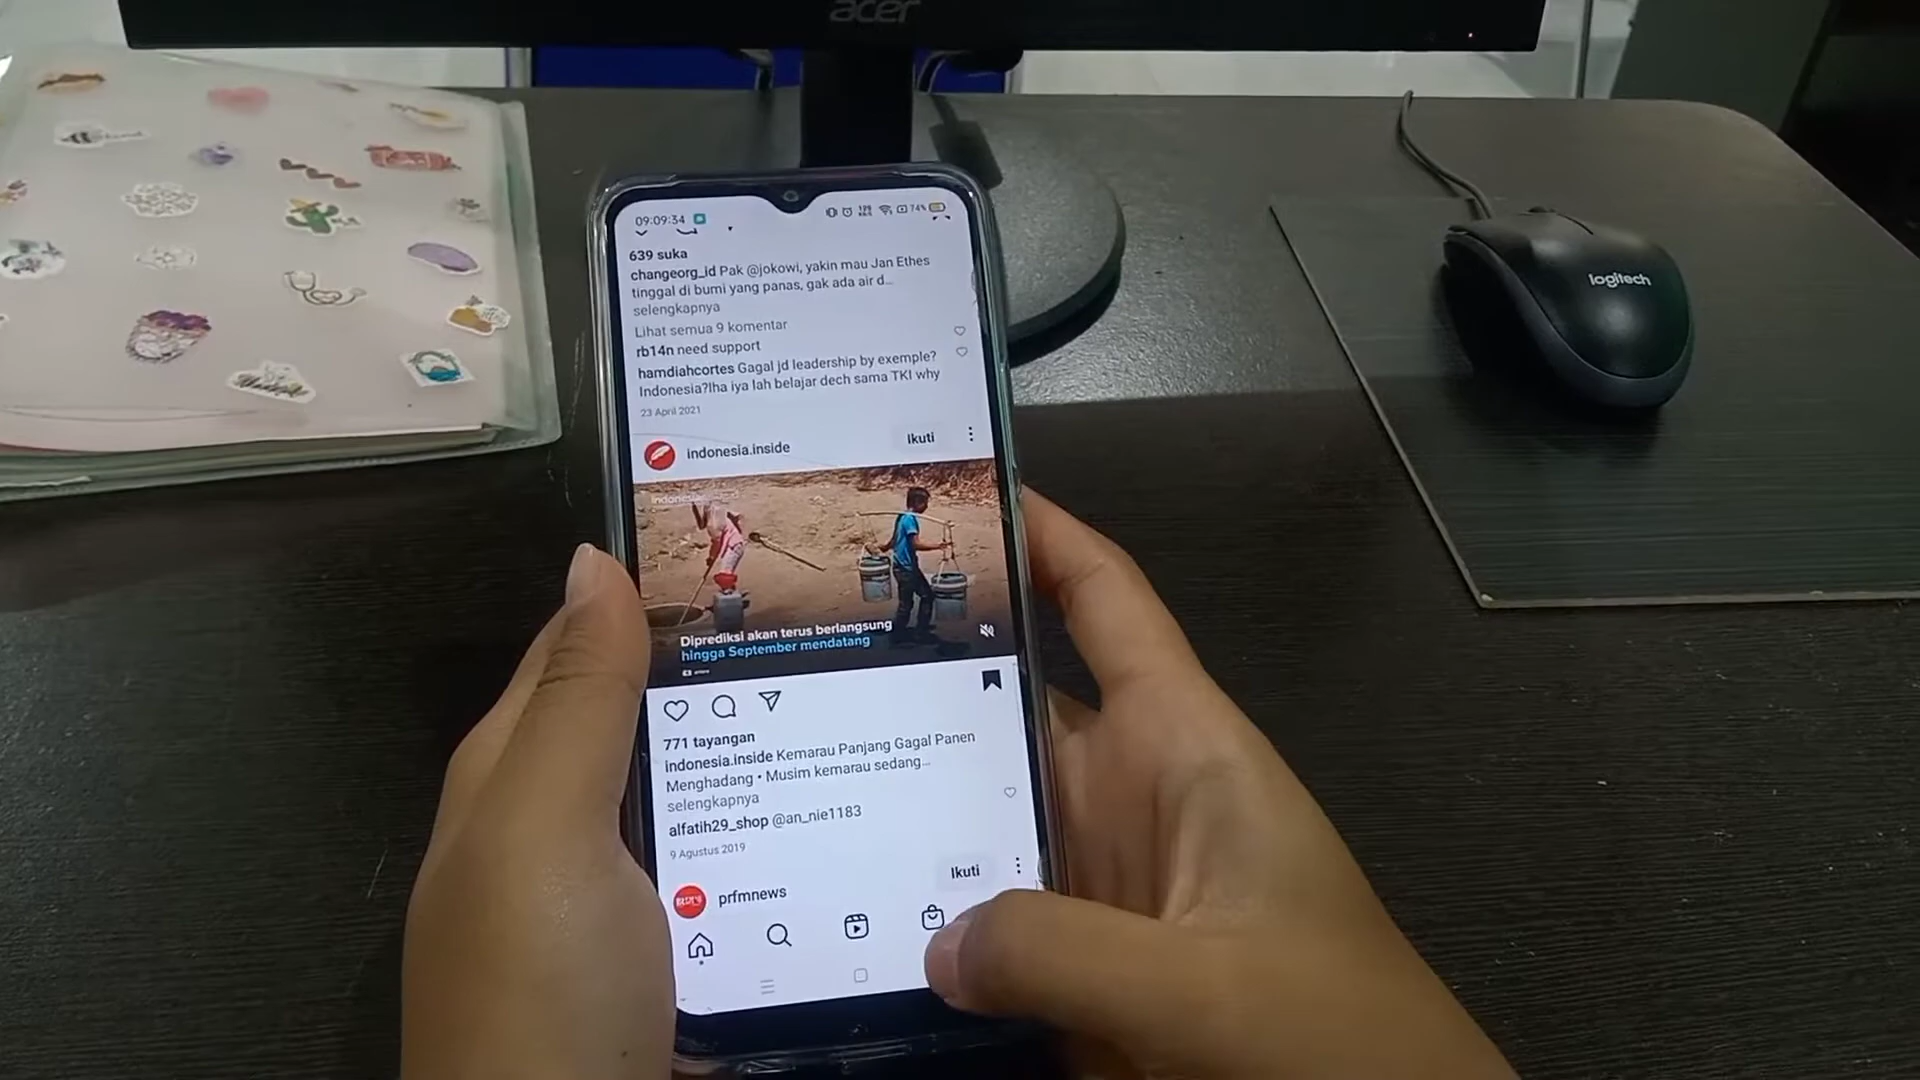 acer
logitech
09:09:34
74%
639 suka
changeorg_id Pak @jokowi, yakin mau Jan Ethes
tinggal di bumi yang panas, gak ada air d...
selengkapnya
Lihat semua 9 komentar
rb14n need support
hamdiahcortes Gagal jd leadership by exemple?
Indonesia?lha iya lah belajar dech sama TKI why
23 April 2021
indonesia.inside
Ikuti
Diprediksi akan terus berlangsung
hingga September mendatang
771 tayangan
indonesia.inside Kemarau Panjang Gagal Panen
Menghadang • Musim kemarau sedang...
selengkapnya
alfatih29_shop @an_nie1183
9 Agustus 2019
prfmnews
Ikuti